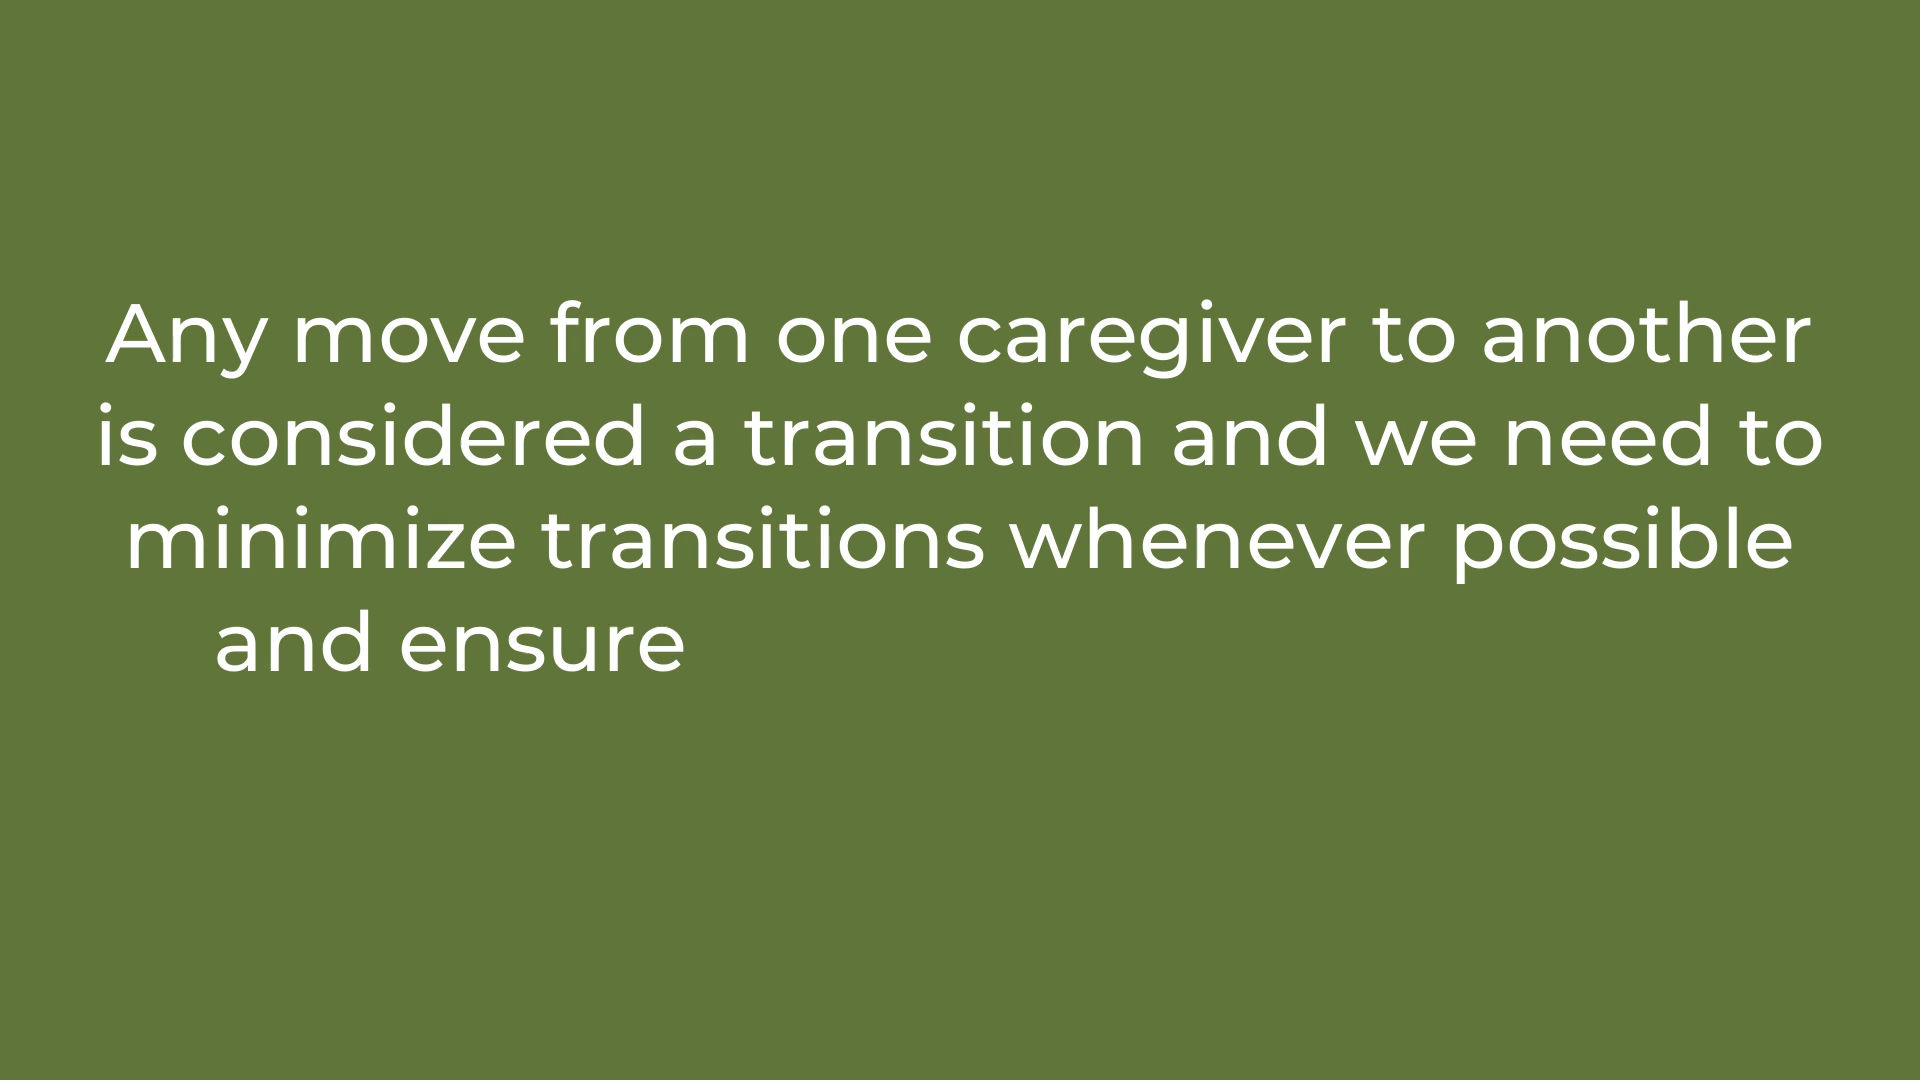 Any move from one caregiver to another
is considered a transition and we need to
minimize transitions whenever possible
and ensure